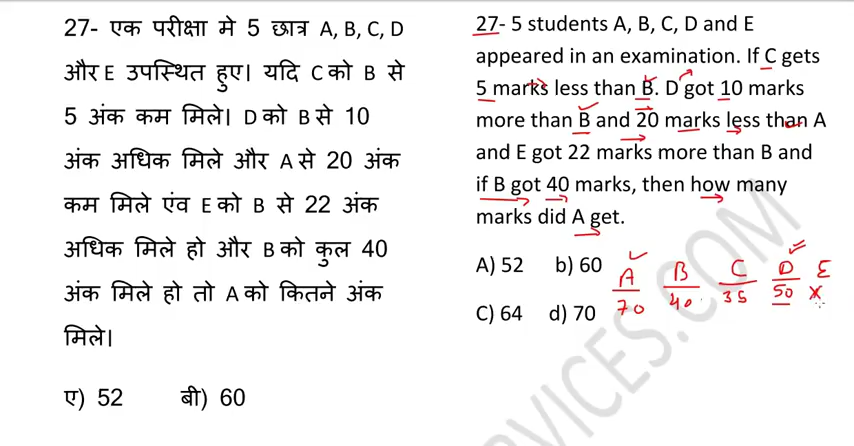 27- एक परीक्षा मे 5 छात्र A, B, C, D
और E उपस्थित हुए। यदि C को B से
5 अंक कम मिले। D को B से 10
अंक अधिक मिले और A से 20 अंक
कम मिले एंव E को B से 22 अंक
अधिक मिले हो और B को कुल 40
अंक मिले हो तो A को कितने अंक
मिले।
ए) 52 बी) 60
27- 5 students A, B, C, D and E
appeared in an examination. If C gets
5 marks less than B. D got 10 marks
more than B and 20 marks less than A
and E got 22 marks more than B and
if B got 40 marks, then how many
marks did A get.
A) 52 b) 60
C) 64 d) 70
A B C D E
70 40 35 50 x
SERVICES.COM